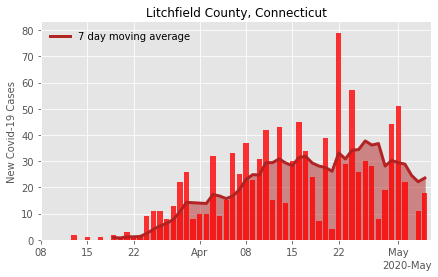 Litchfield County, Connecticut
7 day moving average
New Covid-19 Cases
80
70
60
50
40
30
20
10
0
08 15 22 Apr 08 15 22 May
2020-May